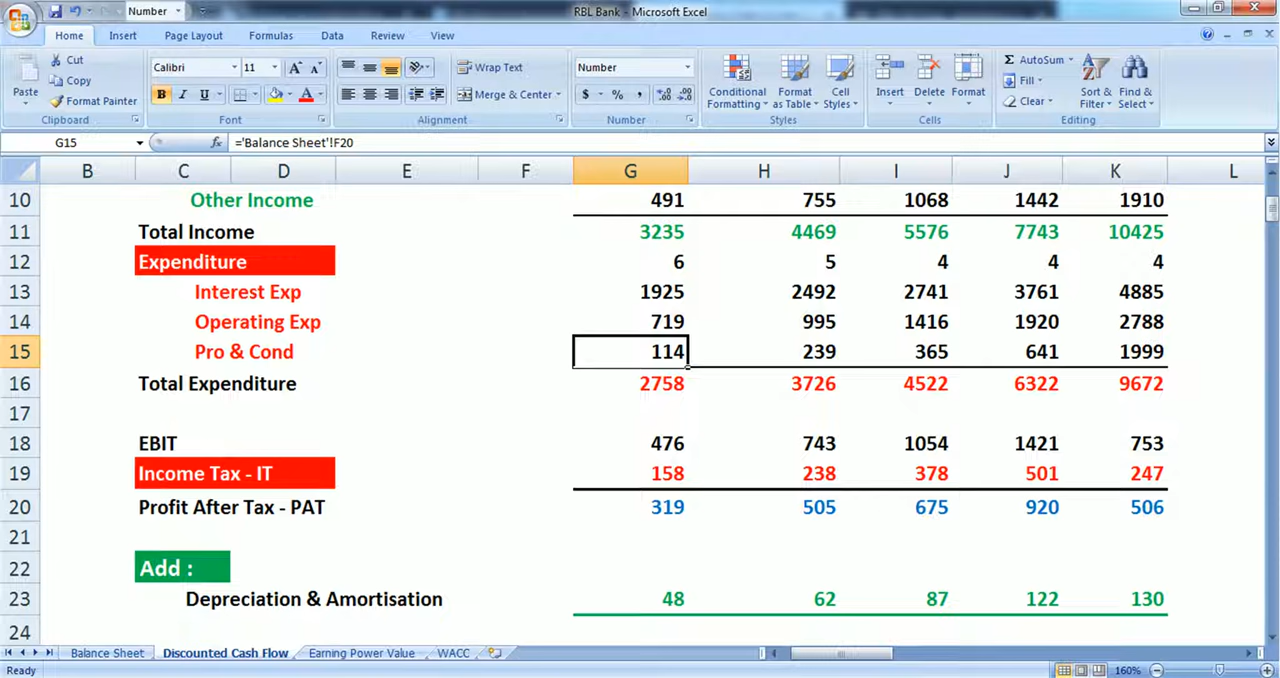 Number
RBL Bank - Microsoft Excel
Home Insert Page Layout Formulas Data Review View
Paste
Cut
Copy
Format Painter
Clipboard
Calibri 11 A A
B I U A
Font
Wrap Text
Merge & Center
Alignment
Number
$ % , .00 .0
Number
Conditional Formatting
Format as Table
Cell Styles
Styles
Insert Delete Format
Cells
Σ AutoSum
Fill
Clear
Sort & Filter
Find & Select
Editing
G15 fx ='Balance Sheet'!F20
B C D E F G H I J K L
10 Other Income 491 755 1068 1442 1910
11 Total Income 3235 4469 5576 7743 10425
12 Expenditure 6 5 4 4 4
13 Interest Exp 1925 2492 2741 3761 4885
14 Operating Exp 719 995 1416 1920 2788
15 Pro & Cond 114 239 365 641 1999
16 Total Expenditure 2758 3726 4522 6322 9672
17
18 EBIT 476 743 1054 1421 753
19 Income Tax - IT 158 238 378 501 247
20 Profit After Tax - PAT 319 505 675 920 506
21
22 Add :
23 Depreciation & Amortisation 48 62 87 122 130
24
Balance Sheet Discounted Cash Flow Earning Power Value WACC
Ready 160%